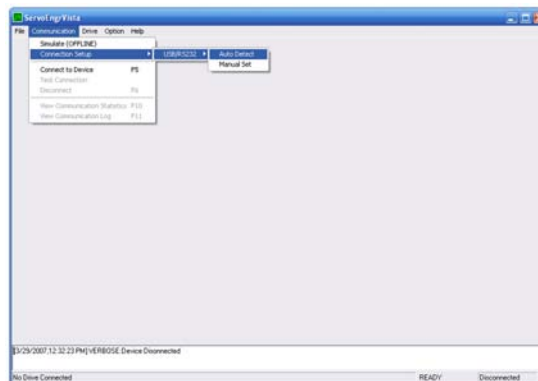 ServoEngrVista
File Communication Drive Option Help
Simulate (OFFLINE)
Connection Setup USB/RS232 Auto Detect
Manual Set
Connect to Device F5
Test Connection
Disconnect F6
View Communication Statistics F10
View Communication Log F11
[3/29/2007,12:32:23 PM] VERBOSE:Device Disonnected
No Drive Connected READY Disconnected